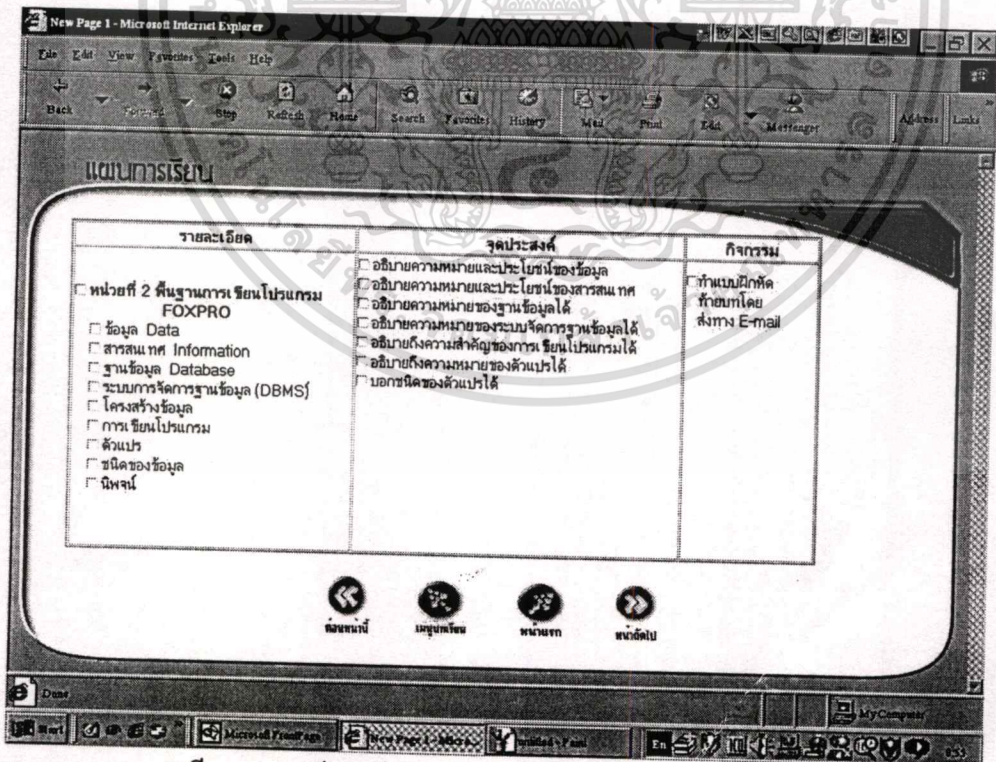 New Page 1 - Microsoft Internet Explorer
File Edit View Favorites Tools Help
Back Forward Stop Refresh Home Search Favorites History Mail Print Edit Messenger Address Links
แผนการเรียน
รายละเอียด
หน่วยที่ 2 พื้นฐานการเขียนโปรแกรม
FOXPRO
ข้อมูล Data
สารสนเทศ Information
ฐานข้อมูล Database
ระบบการจัดการฐานข้อมูล (DBMS)
โครงสร้างข้อมูล
การเขียนโปรแกรม
ตัวแปร
ชนิดของข้อมูล
นิพจน์
จุดประสงค์
อธิบายความหมายและประโยชน์ของข้อมูล
อธิบายความหมายและประโยชน์ของสารสนเทศ
อธิบายความหมายของฐานข้อมูลได้
อธิบายความหมายของระบบจัดการฐานข้อมูลได้
อธิบายถึงความสำคัญของการเขียนโปรแกรมได้
อธิบายถึงความหมายของตัวแปรได้
บอกชนิดของตัวแปรได้
กิจกรรม
ทำแบบฝึกหัด
ท้ายบทโดย
ส่งทาง E-mail
ก่อนหน้านี้ เมนูบทเรียน หน้าแรก หน้าถัดไป
Done My Computer
Start Microsoft FrontPage New Page 1 - Micros untitled - Paint En